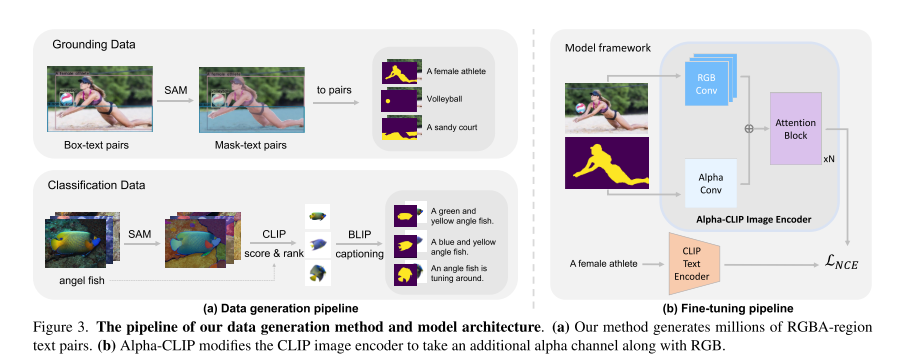 Grounding Data
SAM
to pairs
A female athlete
Volleyball
A sandy court
Box-text pairs
Mask-text pairs
Classification Data
SAM
CLIP
score & rank
BLIP
captioning
A green and
yellow angle fish.
A blue and yellow
angle fish.
An angle fish is
tuning around.
angel fish
(a) Data generation pipeline
Model framework
RGB
Conv
Attention
Block
xN
Alpha
Conv
Alpha-CLIP Image Encoder
A female athlete
CLIP
Text
Encoder
ℒNCE
(b) Fine-tuning pipeline
Figure 3. The pipeline of our data generation method and model architecture. (a) Our method generates millions of RGBA-region
text pairs. (b) Alpha-CLIP modifies the CLIP image encoder to take an additional alpha channel along with RGB.